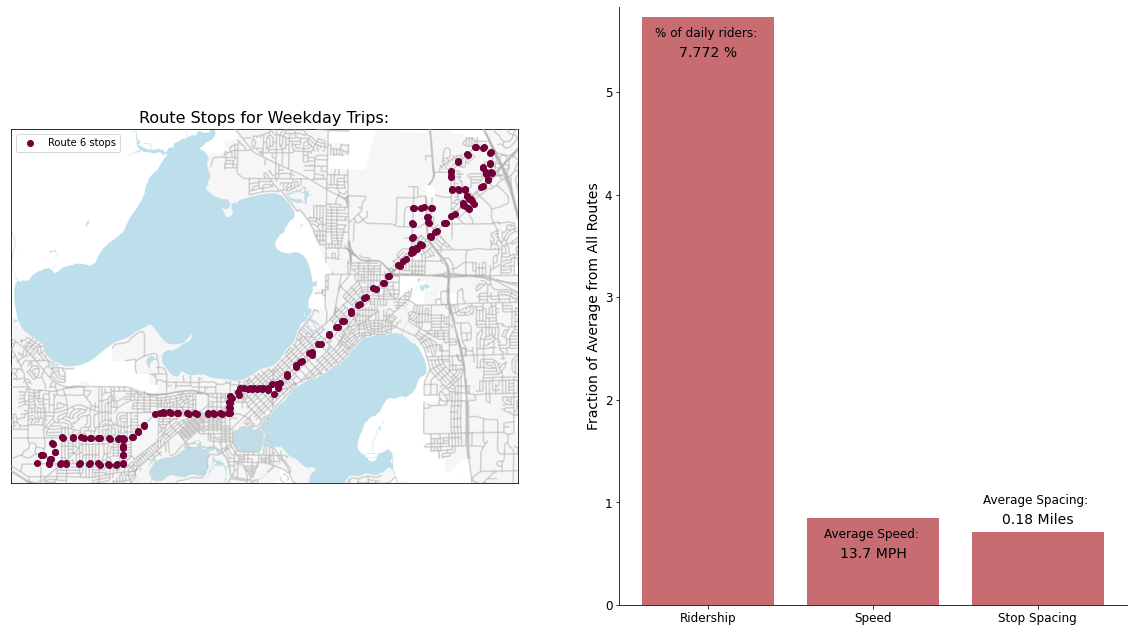 Route Stops for Weekday Trips:
Route 6 stops
Fraction of Average from All Routes
5
4
3
2
1
0
% of daily riders:
7.772 %
Average Speed:
13.7 MPH
Average Spacing:
0.18 Miles
Ridership
Speed
Stop Spacing